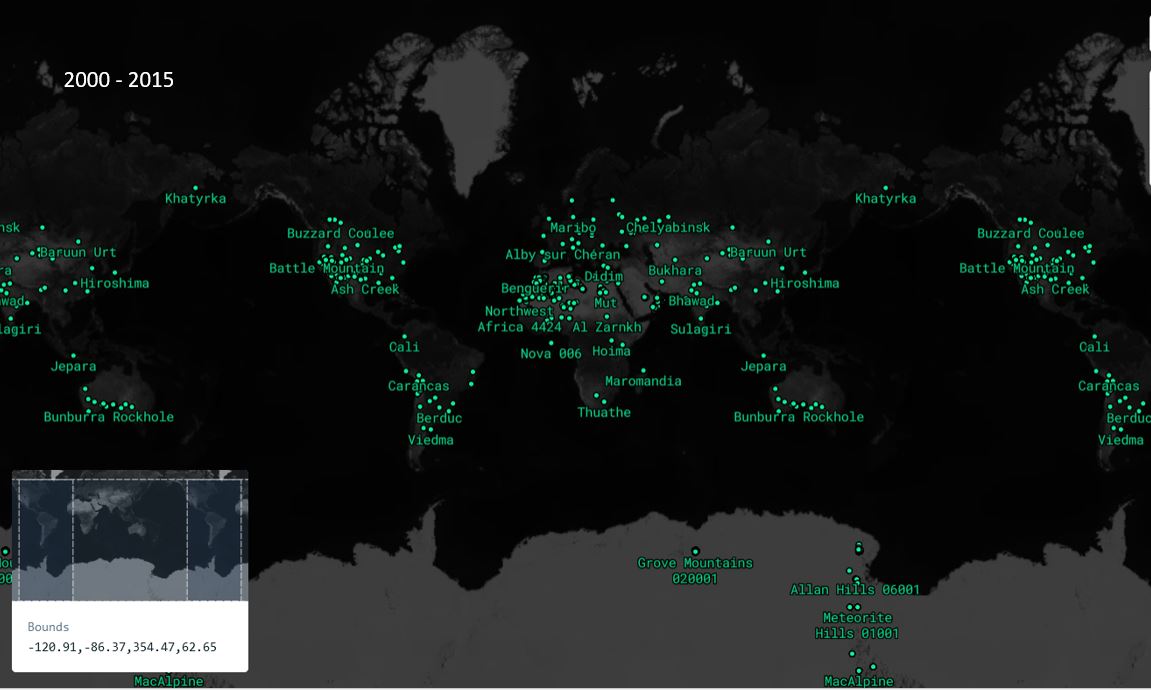 2000 - 2015
Khatyrka
Khatyrka
nsk
Buzzard Coulee
Maribo
Chelyabinsk
Buzzard Coulee
Baruun Urt
Alby sur Chéran
Baruun Urt
Battle Mountain
Didim
Bukhara
Battle Mountain
Hiroshima
Ash Creek
Benguerir
Hiroshima
Ash Creek
awad
Mut
Bhawad
Northwest
Africa 4424
Al Zarnkh
lagiri
Sulagiri
Cali
Nova 006
Hoima
Cali
Jepara
Jepara
Carancas
Maromandia
Carancas
Bunburra Rockhole
Berduc
Thuathe
Bunburra Rockhole
Berduc
Viedma
Viedma
Grove Mountains
020001
Allan Hills 06001
Meteorite
Hills 01001
Bounds
-120.91,-86.37,354.47,62.65
MacAlpine
MacAlpine